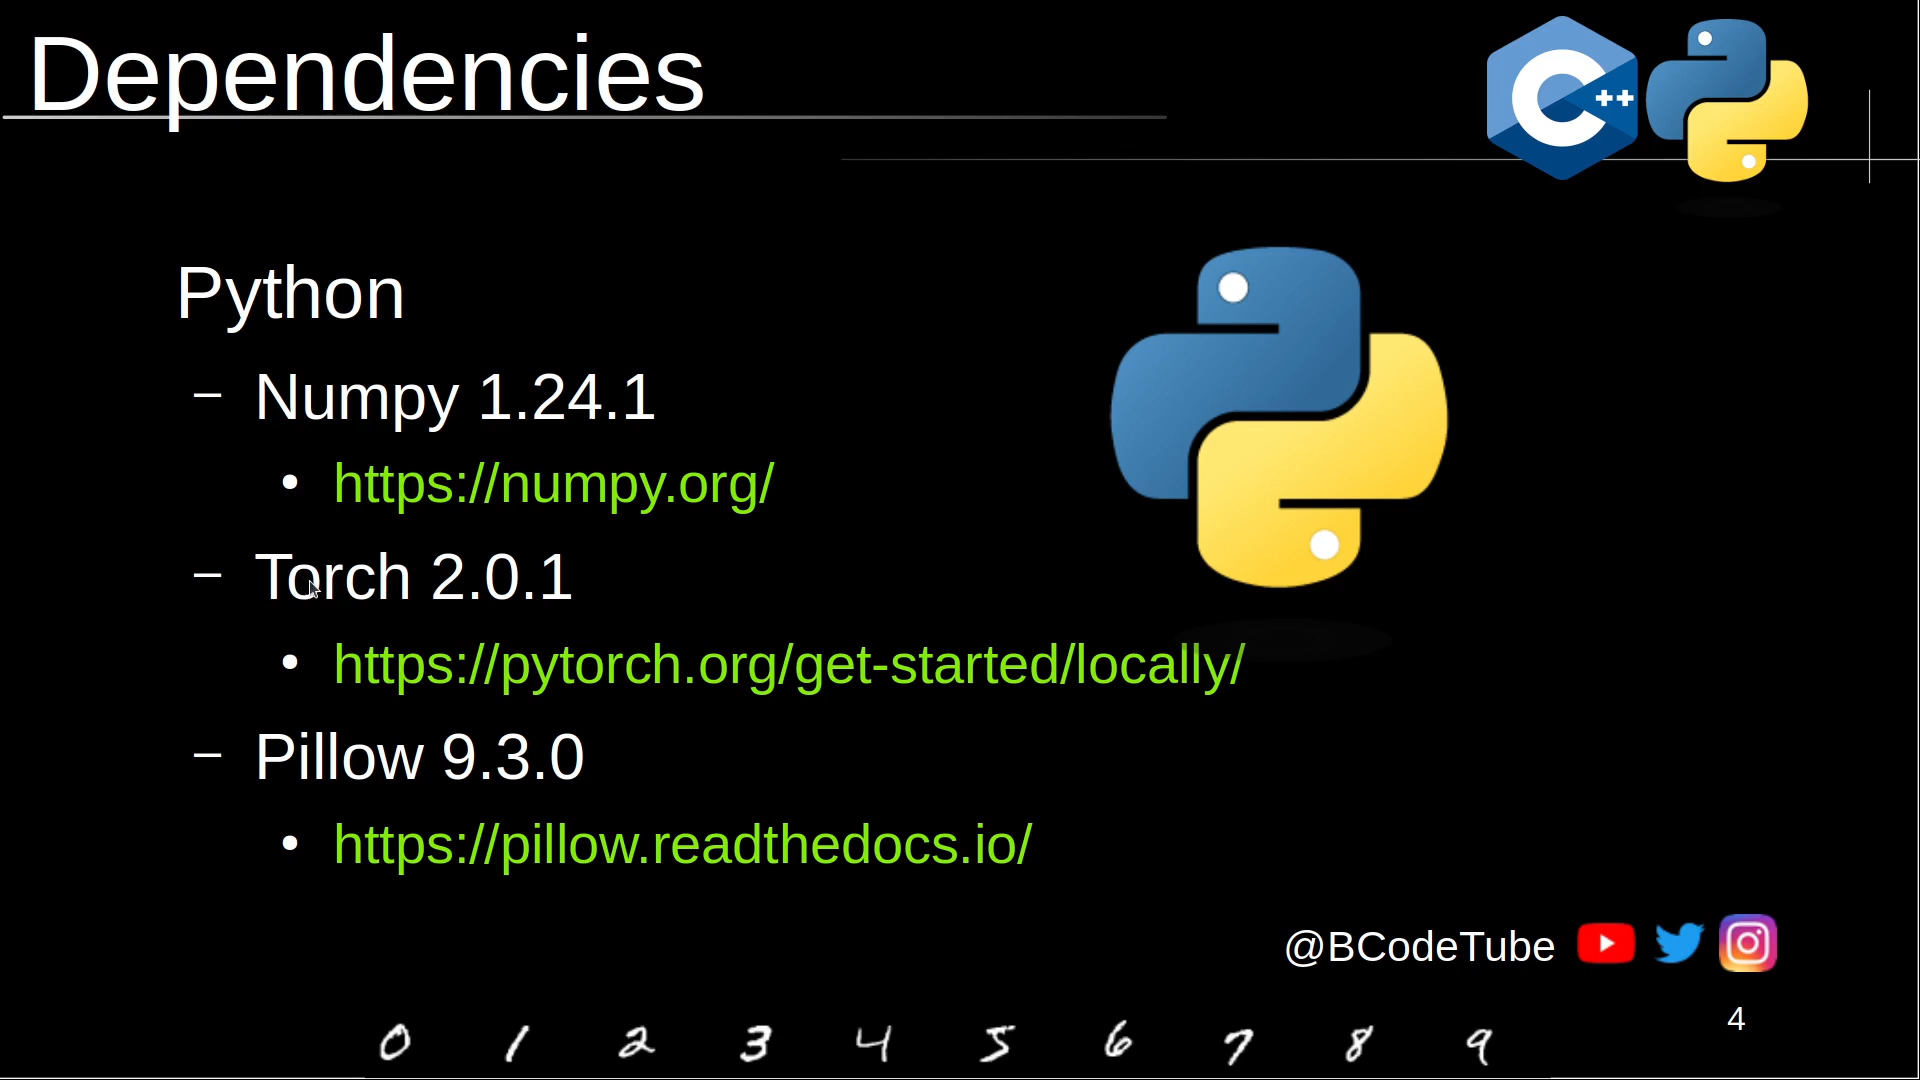 Dependencies
C++
Python
– Numpy 1.24.1
• https://numpy.org/
– Torch 2.0.1
• https://pytorch.org/get-started/locally/
– Pillow 9.3.0
• https://pillow.readthedocs.io/
@BCodeTube
4
0 1 2 3 4 5 6 7 8 9